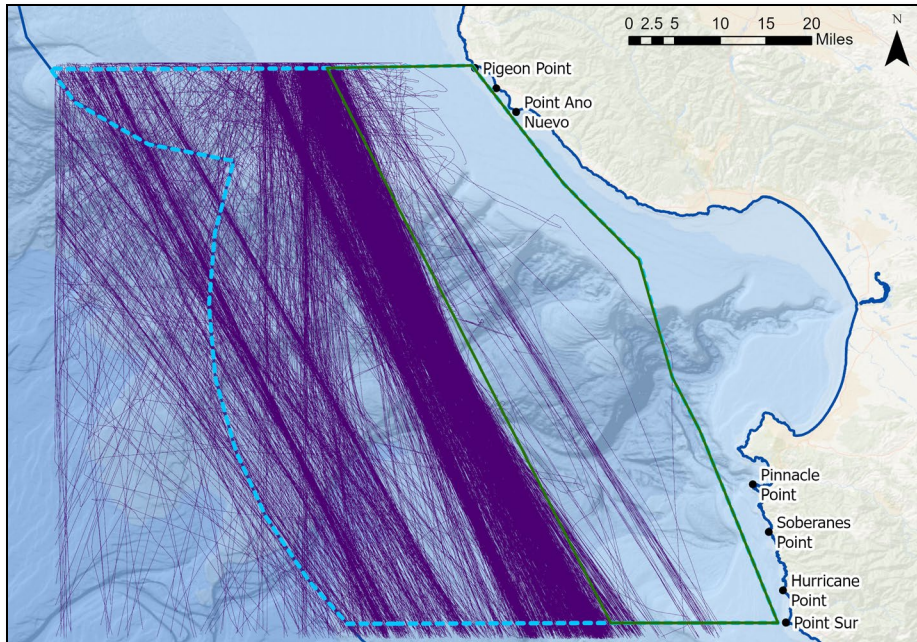 0 2.5 5 10 15 20
Miles
N
Pigeon Point
Point Ano
Nuevo
Pinnacle
Point
Soberanes
Point
Hurricane
Point
Point Sur